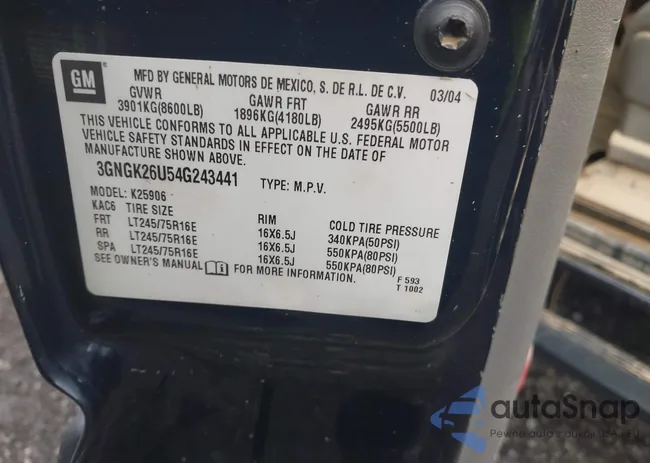 GM
MFD BY GENERAL MOTORS DE MEXICO, S. DE R.L. DE C.V. 03/04
GVWR GAWR FRT GAWR RR
3901KG(8600LB) 1896KG(4180LB) 2495KG(5500LB)
THIS VEHICLE CONFORMS TO ALL APPLICABLE U.S. FEDERAL MOTOR
VEHICLE SAFETY STANDARDS IN EFFECT ON THE DATE OF
MANUFACTURE SHOWN ABOVE.
3GNGK26U54G243441 TYPE: M.P.V.
MODEL: K25906
KAC6 TIRE SIZE RIM COLD TIRE PRESSURE
FRT LT245/75R16E 16X6.5J 340KPA(50PSI)
RR LT245/75R16E 16X6.5J 550KPA(80PSI)
SPA LT245/75R16E 16X6.5J 550KPA(80PSI)
SEE OWNER'S MANUAL FOR MORE INFORMATION.
F 593
T 1002
autaSnap
Pewne auta z aukcji w